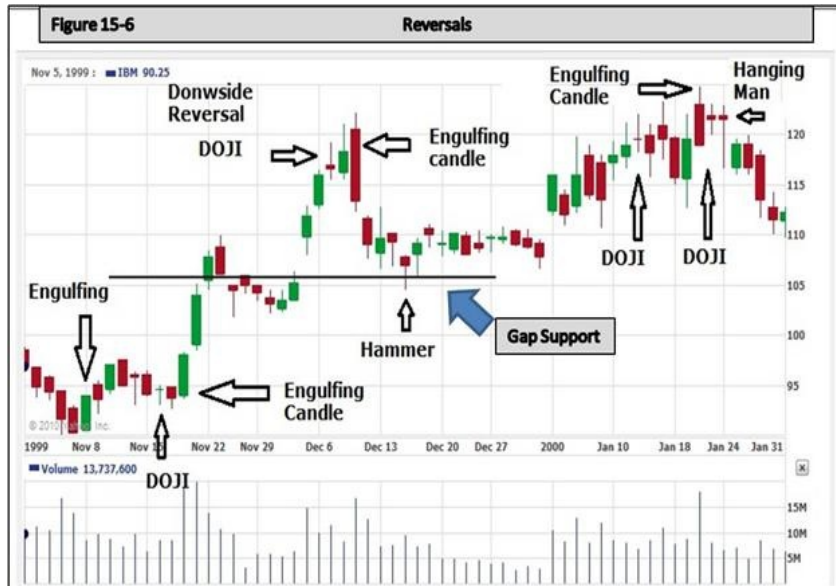 Figure 15-6 Reversals
Nov 5, 1999 : IBM 90.25
Donwside
Reversal
DOJI
Engulfing
candle
Engulfing
Candle
Hanging
Man
120
115
110
105
100
95
DOJI
DOJI
Engulfing
Hammer
Gap Support
Engulfing
Candle
DOJI
1999 Nov 8 Nov 15 Nov 22 Nov 29 Dec 6 Dec 13 Dec 20 Dec 27 2000 Jan 10 Jan 18 Jan 24 Jan 31
Volume 13,737,600
X
15M
10M
5M